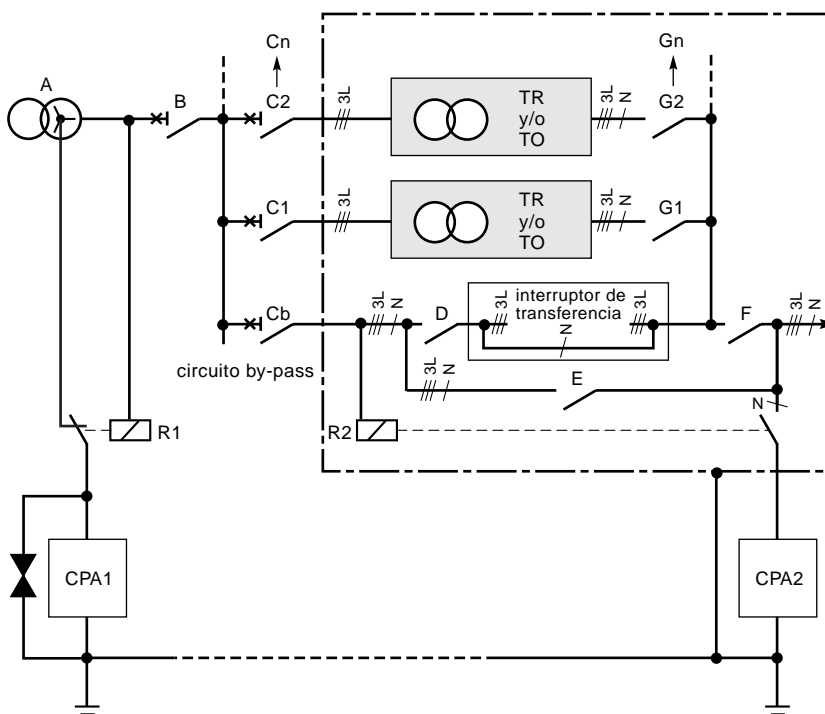 Cn
Gn
A
B
C2
3L
TR
y/o
TO
3L
N
G2
C1
3L
TR
y/o
TO
3L
N
G1
Cb
3L
N
D
3L
interruptor de
transferencia
N
3L
F
3L
N
circuito by-pass
3L
N
E
N
R1
R2
CPA1
CPA2